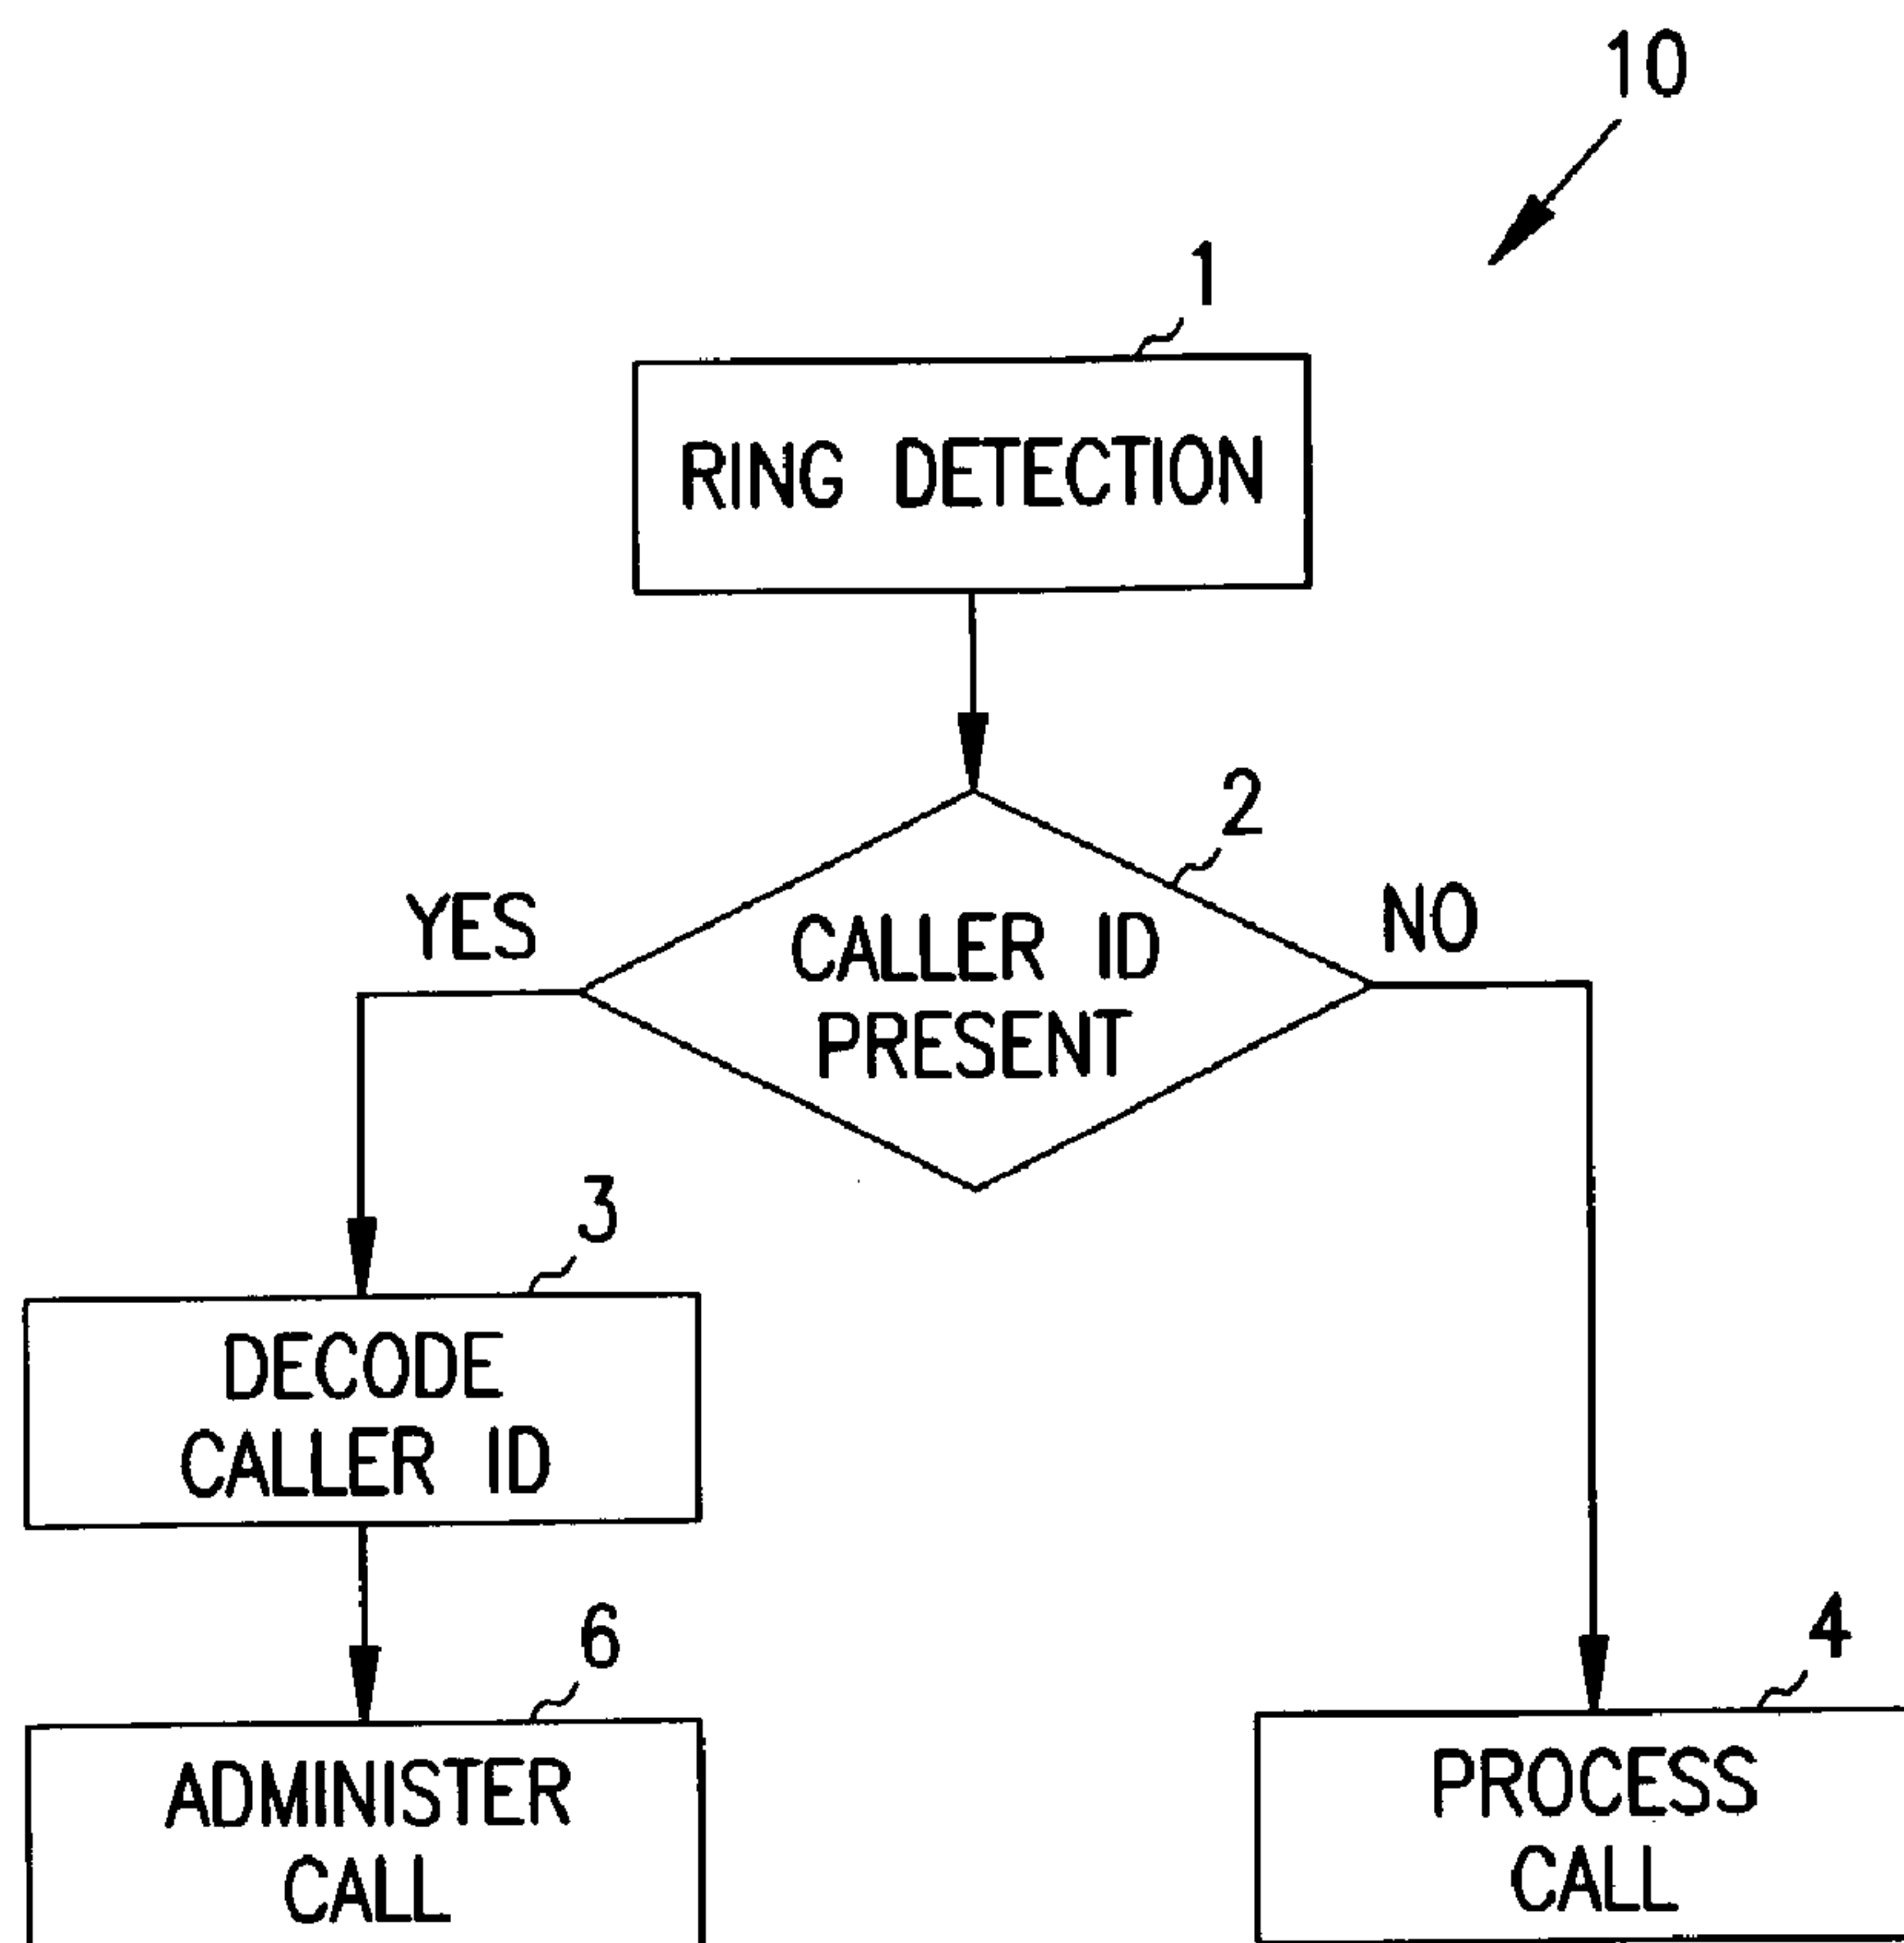 10
1
RING DETECTION
2
YES
NO
CALLER ID
PRESENT
3
DECODE
CALLER ID
6
4
ADMINISTER
CALL
PROCESS
CALL